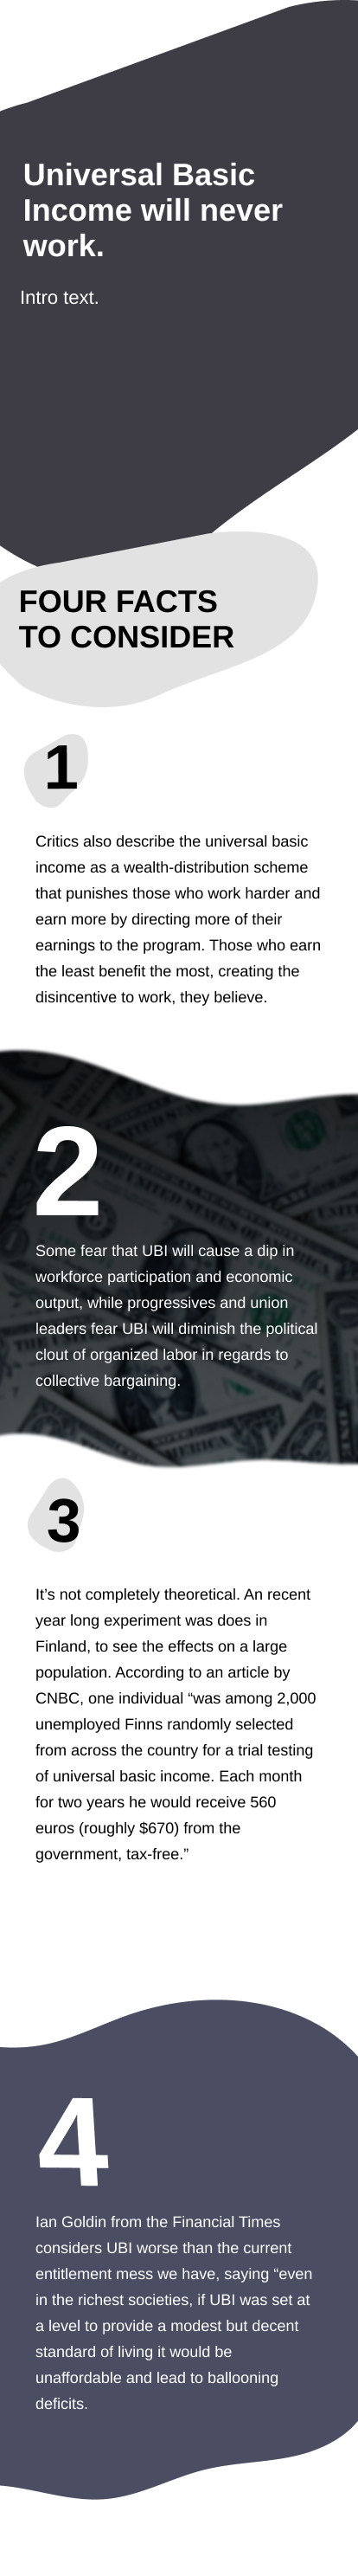 Universal Basic
Income will never
work.
Intro text.
FOUR FACTS
TO CONSIDER
1
Critics also describe the universal basic
income as a wealth-distribution scheme
that punishes those who work harder and
earn more by directing more of their
earnings to the program. Those who earn
the least benefit the most, creating the
disincentive to work, they believe.
2
Some fear that UBI will cause a dip in
workforce participation and economic
output, while progressives and union
leaders fear UBI will diminish the political
clout of organized labor in regards to
collective bargaining.
3
It’s not completely theoretical. An recent
year long experiment was does in
Finland, to see the effects on a large
population. According to an article by
CNBC, one individual “was among 2,000
unemployed Finns randomly selected
from across the country for a trial testing
of universal basic income. Each month
for two years he would receive 560
euros (roughly $670) from the
government, tax-free.”
4
Ian Goldin from the Financial Times
considers UBI worse than the current
entitlement mess we have, saying “even
in the richest societies, if UBI was set at
a level to provide a modest but decent
standard of living it would be
unaffordable and lead to ballooning
deficits.